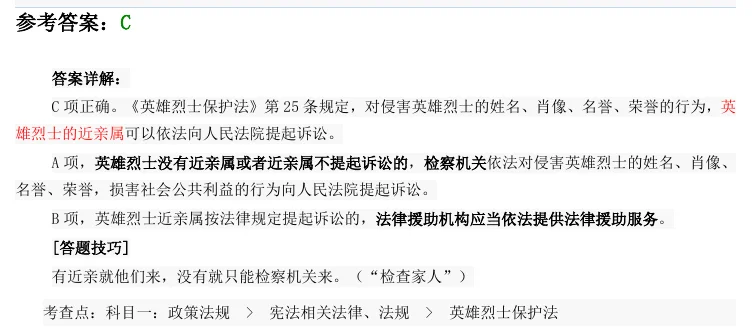 参考答案：C
答案详解：
C 项正确。《英雄烈士保护法》第 25 条规定，对侵害英雄烈士的姓名、肖像、名誉、荣誉的行为，英
雄烈士的近亲属可以依法向人民法院提起诉讼。
A 项，英雄烈士没有近亲属或者近亲属不提起诉讼的，检察机关依法对侵害英雄烈士的姓名、肖像、
名誉、荣誉，损害社会公共利益的行为向人民法院提起诉讼。
B 项，英雄烈士近亲属按法律规定提起诉讼的，法律援助机构应当依法提供法律援助服务。
[答题技巧]
有近亲就他们来，没有就只能检察机关来。（“检查家人”）
考查点：科目一：政策法规 > 宪法相关法律、法规 > 英雄烈士保护法